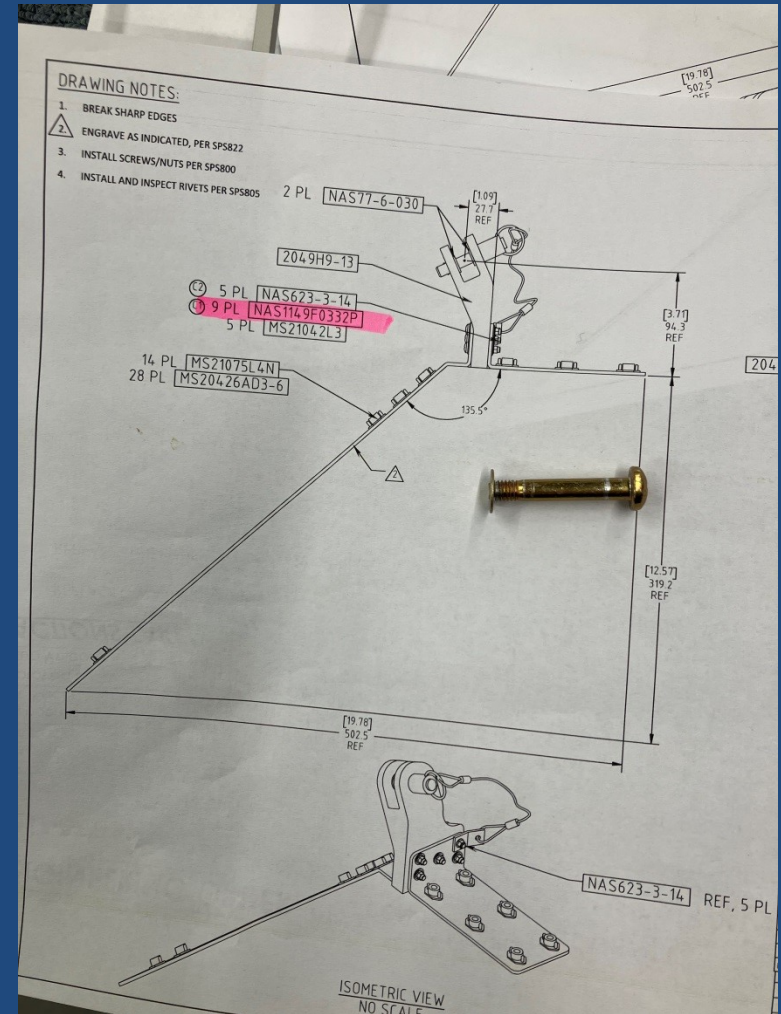 DRAWING NOTES:
1. BREAK SHARP EDGES
2. ENGRAVE AS INDICATED, PER SPS822
3. INSTALL SCREWS/NUTS PER SPS800
4. INSTALL AND INSPECT RIVETS PER SPS805
[19.78]
502.5
REF
2 PL NAS77-6-030
[1.09]
27.7
REF
2049H9-13
C2 5 PL NAS623-3-14
9 PL NAS1149F0332P
5 PL MS21042L3
[3.71]
94.3
REF
14 PL MS21075L4N
28 PL MS20426AD3-6
204
135.5°
2
[12.57]
319.2
REF
[19.78]
502.5
REF
NAS623-3-14 REF, 5 PL
ISOMETRIC VIEW
NO SCALE